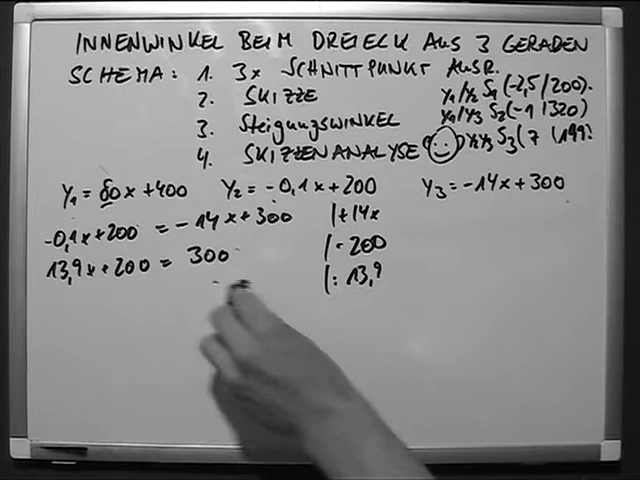 INNENWINKEL BEIM DREIECK AUS 3 GERADEN
SCHEMA: 1. 3x SCHNITTPUNKT AUSR.
2. SKIZZE
3. Steigungswinkel
4. SKIZZENANALYSE
y1/y2 S1(-2,5/200).
y1/y3 S2(-1/320)
y2y3 S3(7/199
y1 = 80x+400 y2 = -0,1x+200 y3 = -14x+300
-0,1x+200 = -14x+300 |+14x
13,9x+200 = 300 |-200
|: 13,9